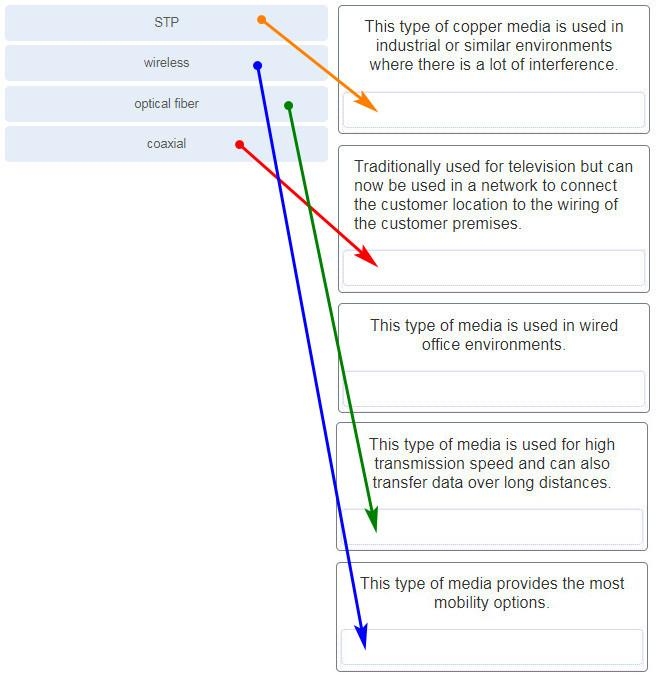 STP
wireless
optical fiber
coaxial
This type of copper media is used in
industrial or similar environments
where there is a lot of interference.
Traditionally used for television but can
now be used in a network to connect
the customer location to the wiring of
the customer premises.
This type of media is used in wired
office environments.
This type of media is used for high
transmission speed and can also
transfer data over long distances.
This type of media provides the most
mobility options.